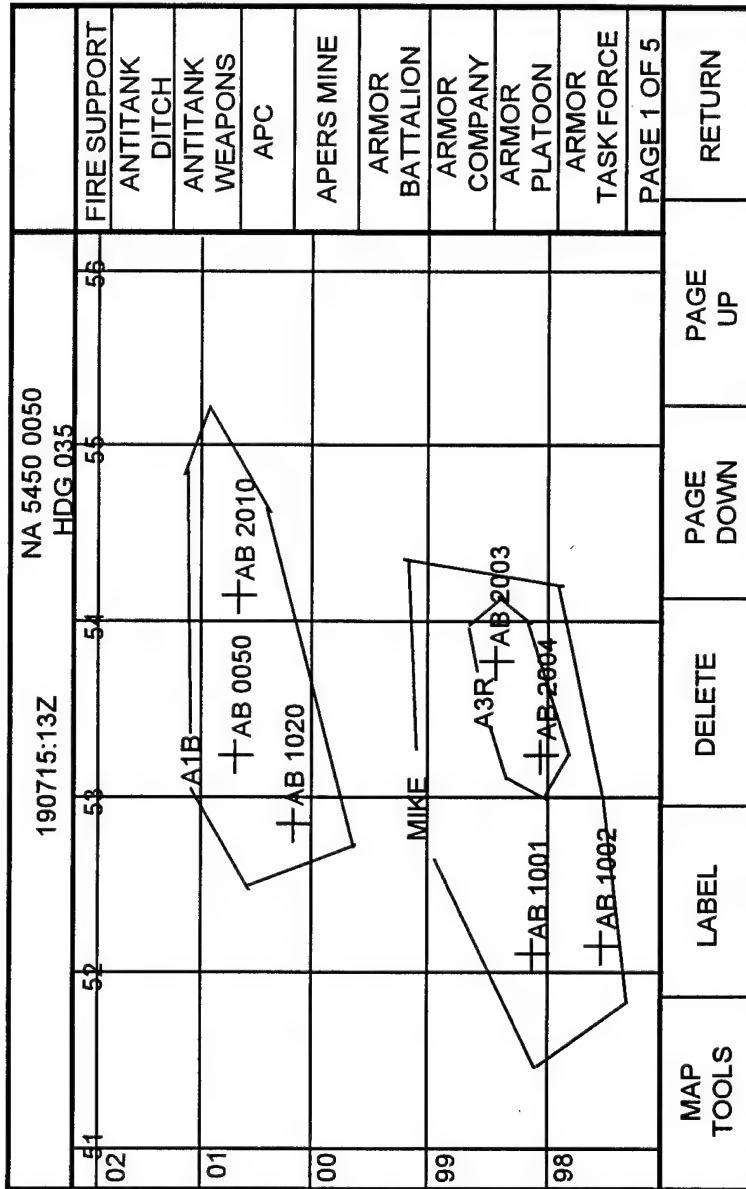 190715:13Z
NA 5450 0050
HDG 035
51
52
53
54
55
56
FIRE SUPPORT
ANTITANK
DITCH
ANTITANK
WEAPONS
APC
APERS MINE
ARMOR
BATTALION
ARMOR
COMPANY
ARMOR
PLATOON
ARMOR
TASK FORCE
PAGE 1 OF 5
02
01
00
99
98
A1B
AB 0050
AB 2010
AB 1020
MIKE
A3R
AB 2003
AB 2004
AB 1001
AB 1002
MAP
TOOLS
LABEL
DELETE
PAGE
DOWN
PAGE
UP
RETURN